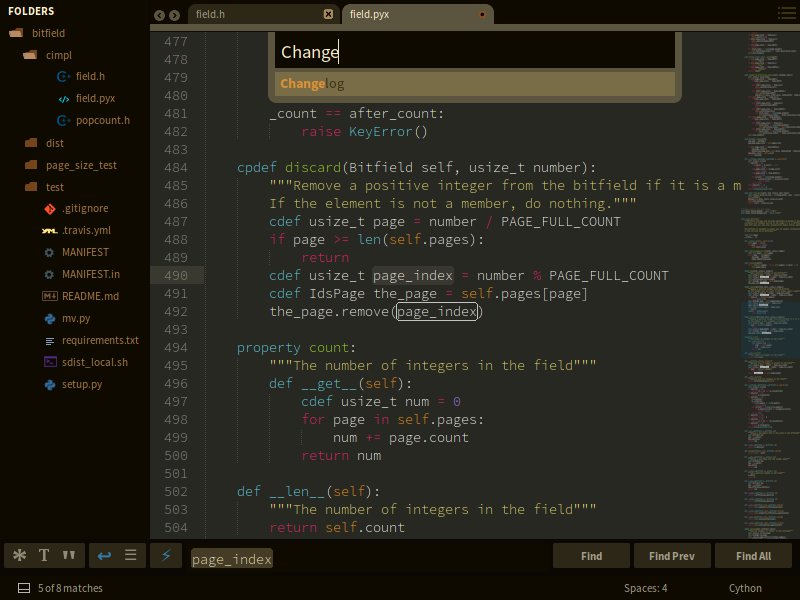 FOLDERS
bitfield
cimpl
field.h
field.pyx
popcount.h
dist
page_size_test
test
.gitignore
.travis.yml
MANIFEST
MANIFEST.in
README.md
mv.py
requirements.txt
sdist_local.sh
setup.py
field.h
field.pyx
Change
Changelog
477
478
479
480
481 _count == after_count:
482 raise KeyError()
483
484 cpdef discard(Bitfield self, usize_t number):
485 """Remove a positive integer from the bitfield if it is a m
486 If the element is not a member, do nothing."""
487 cdef usize_t page = number / PAGE_FULL_COUNT
488 if page >= len(self.pages):
489 return
490 cdef usize_t page_index = number % PAGE_FULL_COUNT
491 cdef IdsPage the_page = self.pages[page]
492 the_page.remove(page_index)
493
494 property count:
495 """The number of integers in the field"""
496 def __get__(self):
497 cdef usize_t num = 0
498 for page in self.pages:
499 num += page.count
500 return num
501
502 def __len__(self):
503 """The number of integers in the field"""
504 return self.count
page_index
Find
Find Prev
Find All
5 of 8 matches
Spaces: 4
Cython